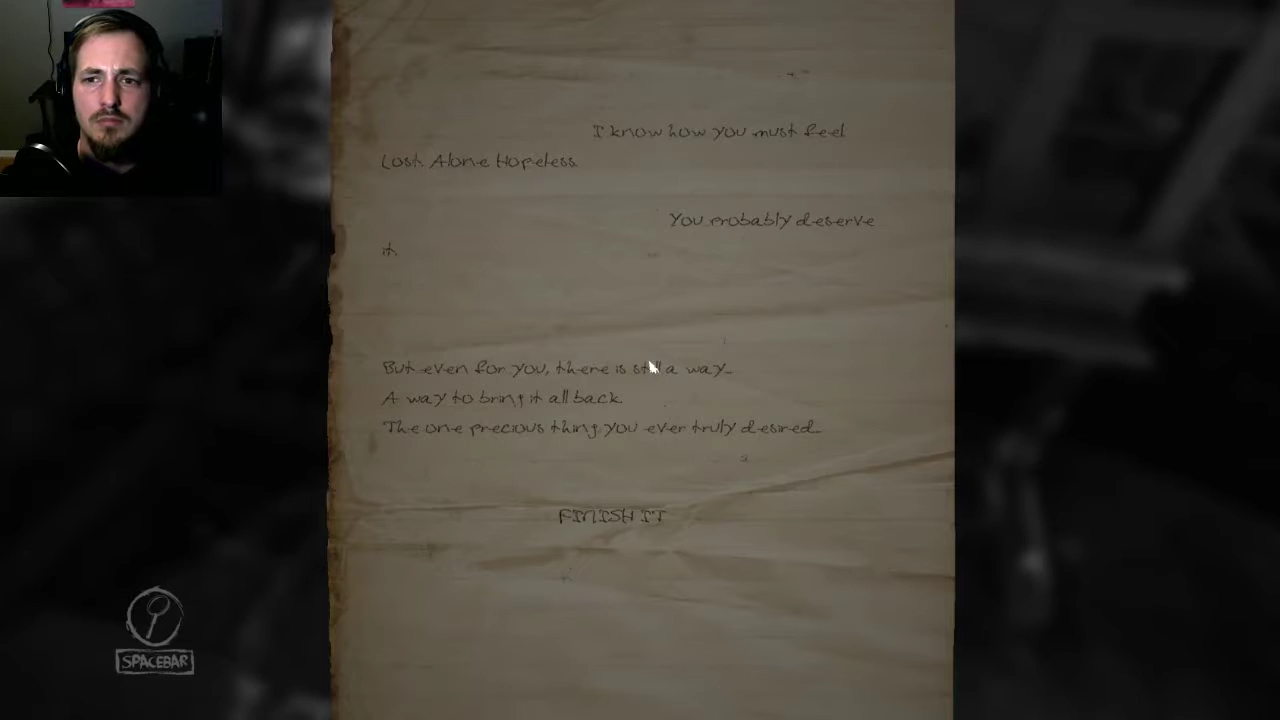 I know how you must feel
Lost. Alone. Hopeless.
You probably deserve
it.
But even for you, there is still a way.
A way to bring it all back.
The one precious thing you ever truly desired.
FINISH IT
SPACEBAR